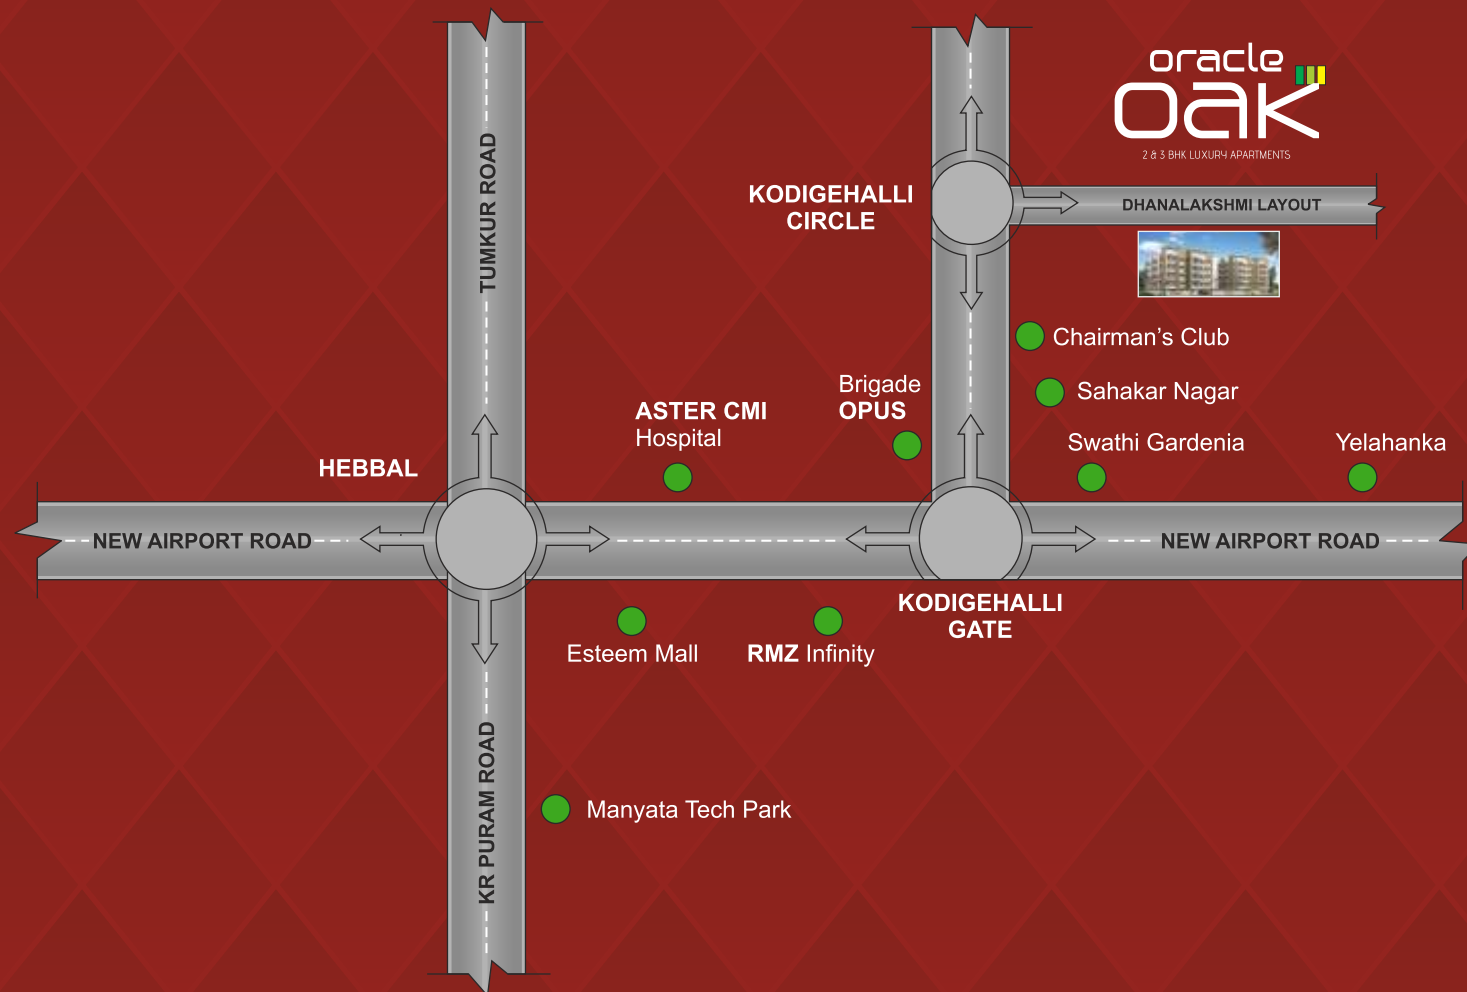 oracle
oak
2 & 3 BHK LUXURY APARTMENTS
TUMKUR ROAD
KODIGEHALLI
CIRCLE
DHANALAKSHMI LAYOUT
Chairman’s Club
Sahakar Nagar
Brigade
OPUS
ASTER CMI
Hospital
Swathi Gardenia
Yelahanka
HEBBAL
NEW AIRPORT ROAD
NEW AIRPORT ROAD
KODIGEHALLI
GATE
Esteem Mall
RMZ Infinity
KR PURAM ROAD
Manyata Tech Park